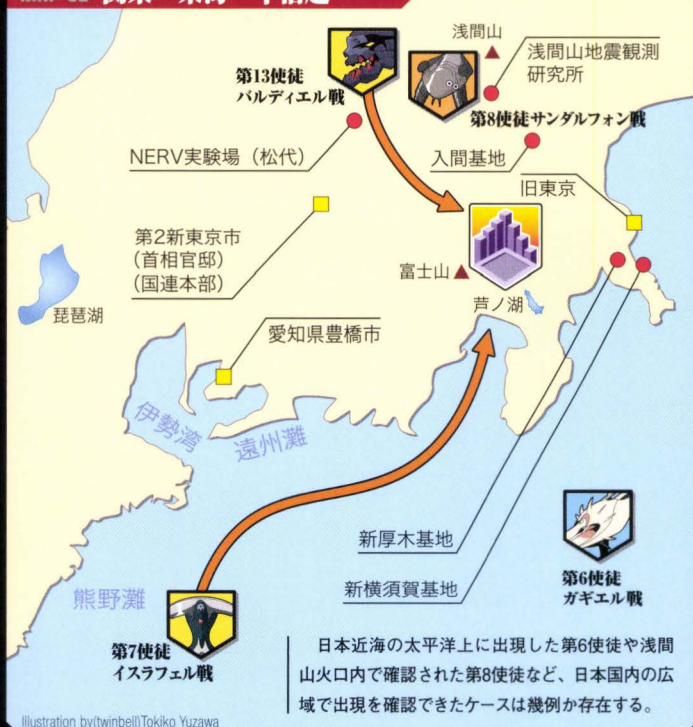 浅間山
浅間山地震観測
研究所
第13使徒
バルディエル戦
第8使徒サンダルフォン戦
NERV実験場（松代）
入間基地
旧東京
第2新東京市
(首相官邸)
(国連本部)
富士山
芦ノ湖
琵琶湖
愛知県豊橋市
伊勢湾
遠州灘
新厚木基地
新横須賀基地
第6使徒
ガギエル戦
熊野灘
第7使徒
イスラフェル戦
日本近海の太平洋上に出現した第6使徒や浅間
山火口内で確認された第8使徒など、日本国内の広
域で出現を確認できたケースは幾例か存在する。
Illustration by(twinbell)Tokiko Yuzawa